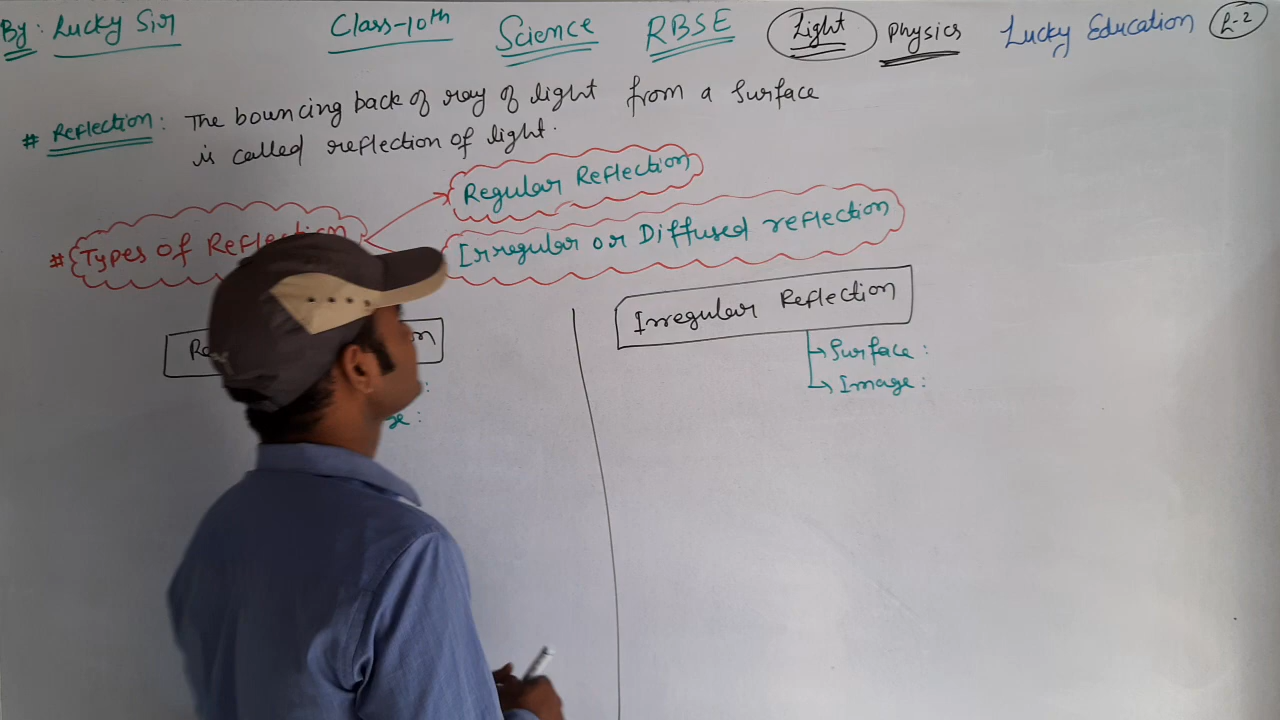 By: Lucky Sir Class-10th Science RBSE Light Physics Lucky Education L-2
# Reflection: The bouncing back of ray of light from a surface
is called reflection of light.
Regular Reflection
# Types of Reflection
Irregular or Diffused reflection
Irregular Reflection
Surface:
Image: